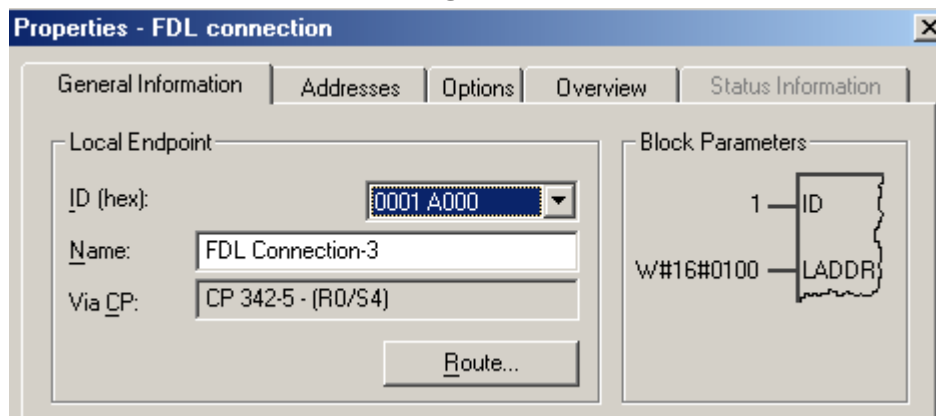 Properties - FDL connection
General Information
Addresses
Options
Overview
Status Information
Local Endpoint
ID (hex):
0001 A000
Name:
FDL Connection-3
Via CP:
CP 342-5 - (R0/S4)
Route...
Block Parameters
1
ID
W#16#0100
LADDR